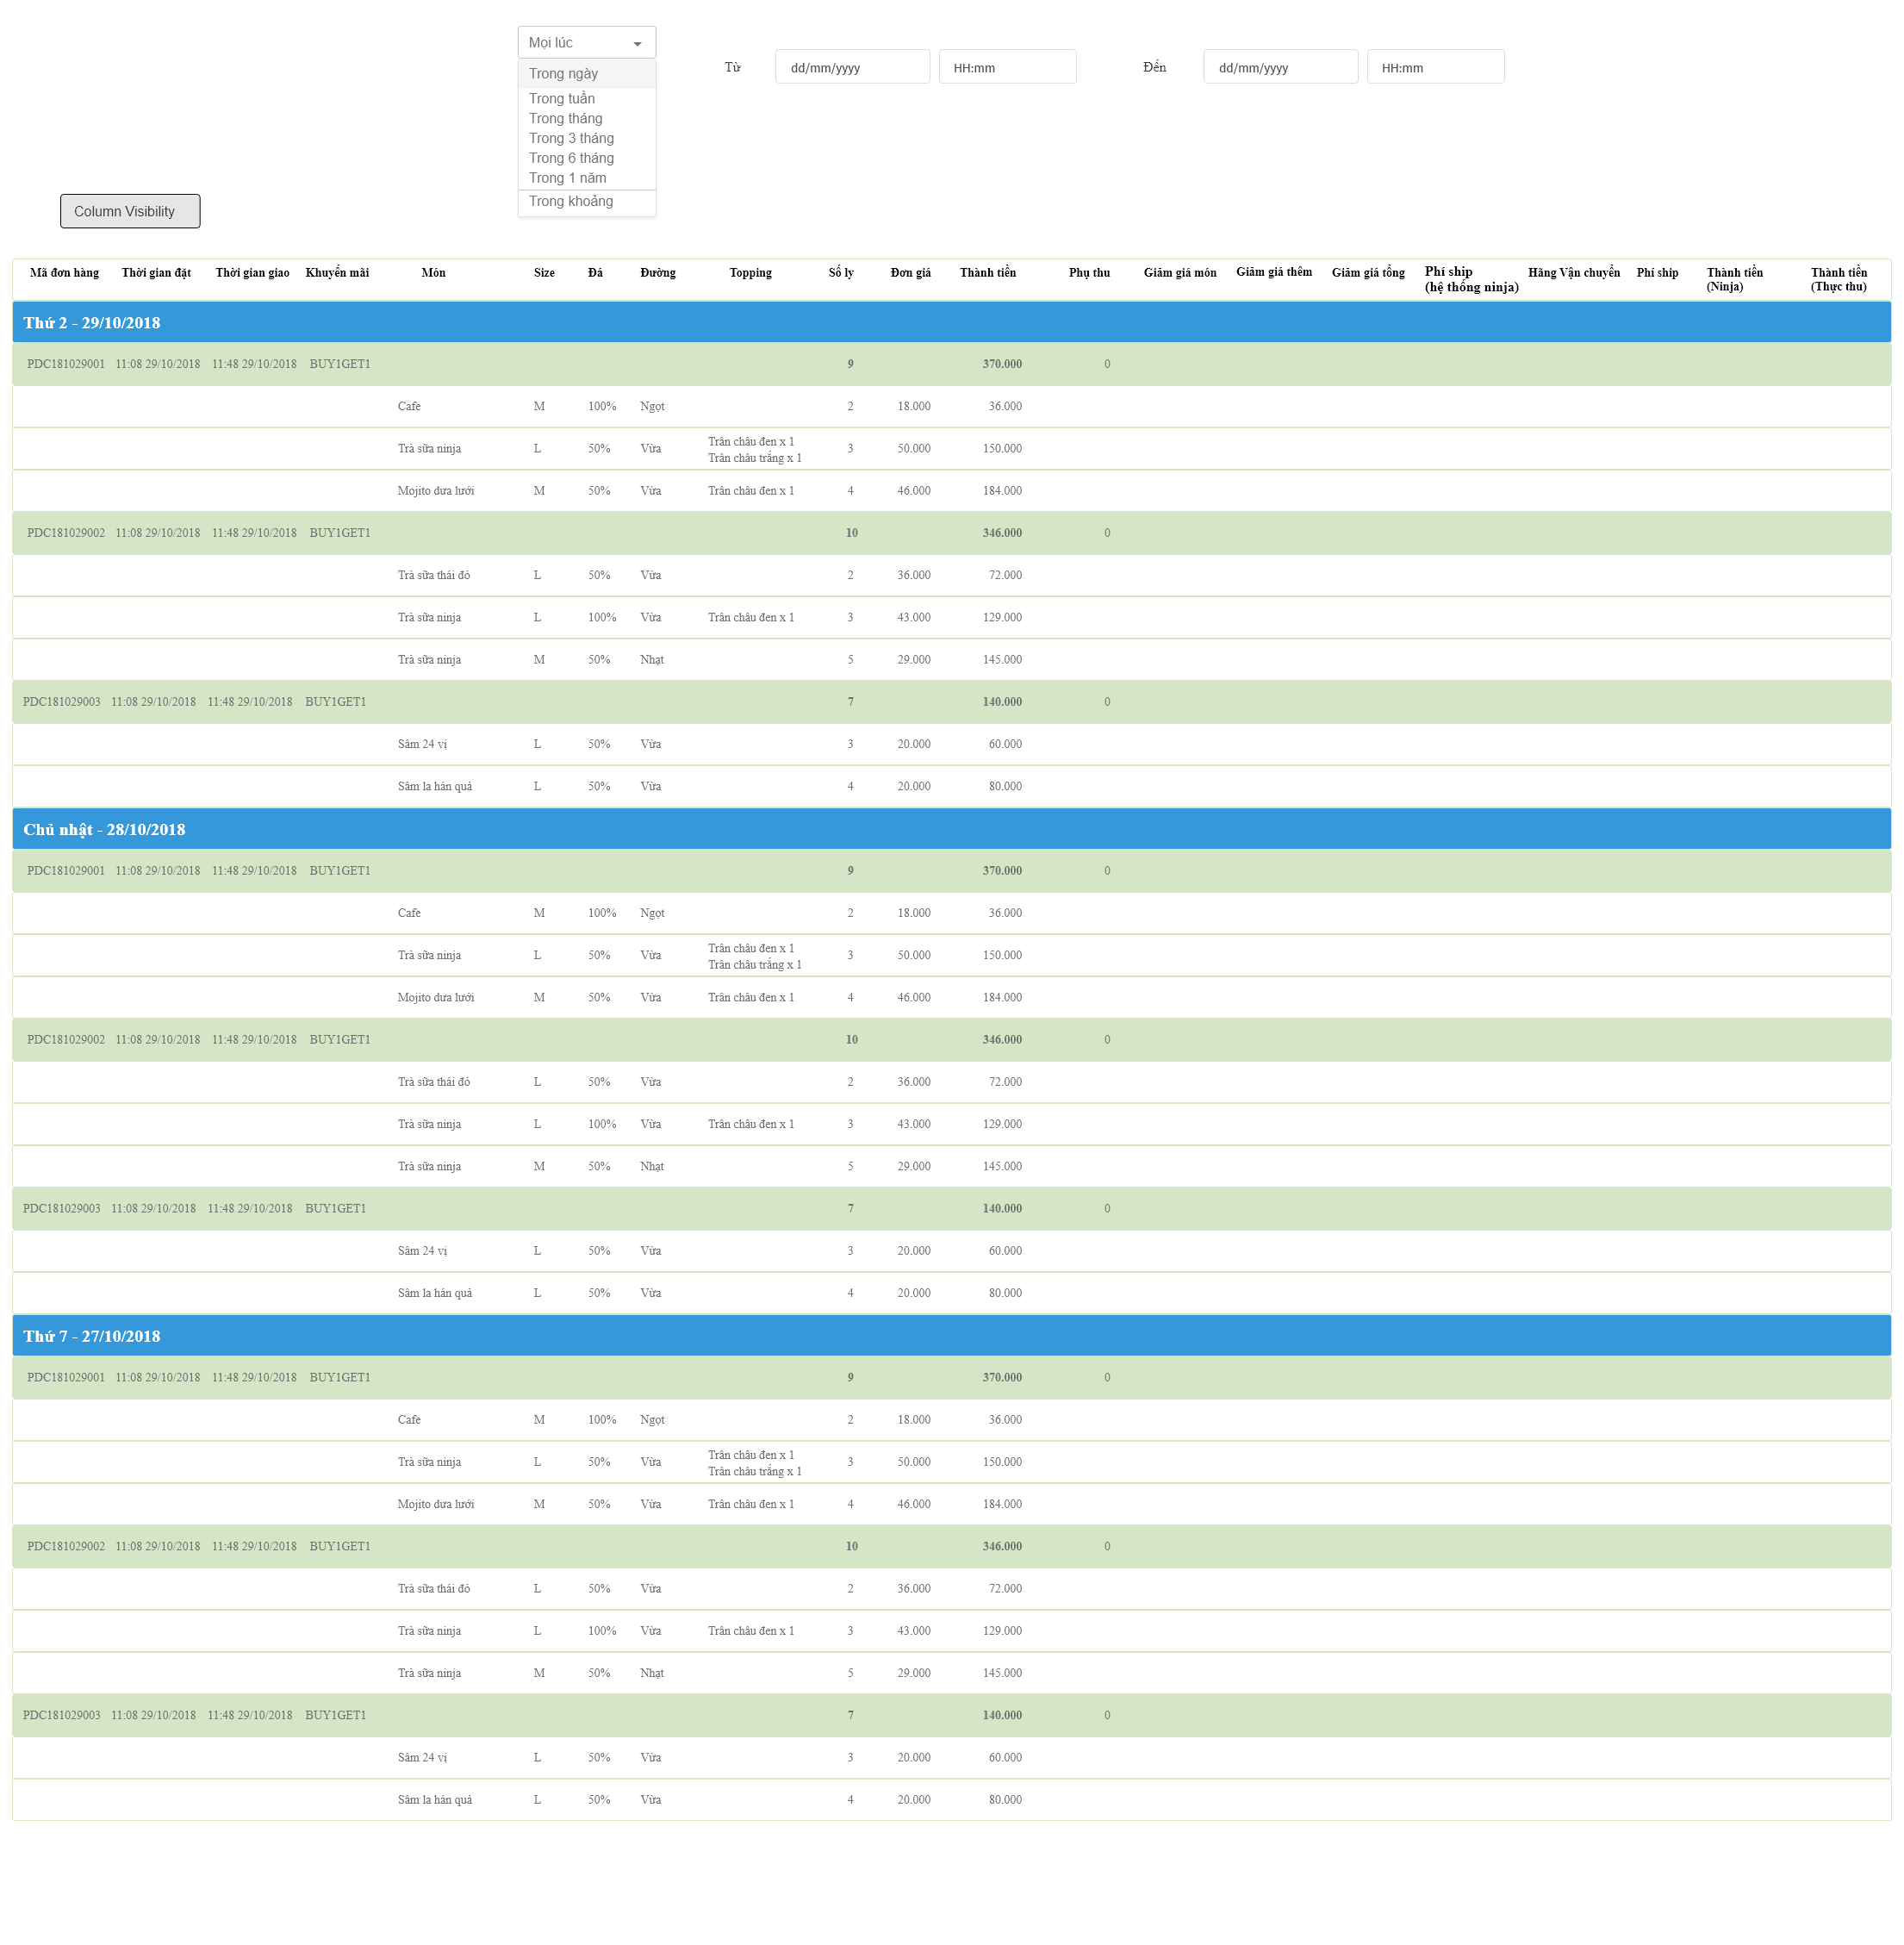 Mọi lúc
Trong ngày
Trong tuần
Trong tháng
Trong 3 tháng
Trong 6 tháng
Trong 1 năm
Trong khoảng
Từ dd/mm/yyyy HH:mm Đến dd/mm/yyyy HH:mm
Column Visibility
Mã đơn hàng Thời gian đặt Thời gian giao Khuyến mãi Món Size Đá Đường Topping Số ly Đơn giá Thành tiền Phụ thu Giảm giá món Giảm giá thêm Giảm giá tổng Phí ship Hãng Vận chuyển Phí ship Thành tiền Thành tiền
(hệ thống ninja) (Ninja) (Thực thu)
Thứ 2 - 29/10/2018
PDC181029001 11:08 29/10/2018 11:48 29/10/2018 BUY1GET1 9 370.000 0
Cafe M 100% Ngọt 2 18.000 36.000
Trà sữa ninja L 50% Vừa Trân châu đen x 1 3 50.000 150.000
Trân châu trắng x 1
Mojito dưa lưới M 50% Vừa Trân châu đen x 1 4 46.000 184.000
PDC181029002 11:08 29/10/2018 11:48 29/10/2018 BUY1GET1 10 346.000 0
Trà sữa thái đỏ L 50% Vừa 2 36.000 72.000
Trà sữa ninja L 100% Vừa Trân châu đen x 1 3 43.000 129.000
Trà sữa ninja M 50% Nhạt 5 29.000 145.000
PDC181029003 11:08 29/10/2018 11:48 29/10/2018 BUY1GET1 7 140.000 0
Sâm 24 vị L 50% Vừa 3 20.000 60.000
Sâm la hán quả L 50% Vừa 4 20.000 80.000
Chủ nhật - 28/10/2018
PDC181029001 11:08 29/10/2018 11:48 29/10/2018 BUY1GET1 9 370.000 0
Cafe M 100% Ngọt 2 18.000 36.000
Trà sữa ninja L 50% Vừa Trân châu đen x 1 3 50.000 150.000
Trân châu trắng x 1
Mojito dưa lưới M 50% Vừa Trân châu đen x 1 4 46.000 184.000
PDC181029002 11:08 29/10/2018 11:48 29/10/2018 BUY1GET1 10 346.000 0
Trà sữa thái đỏ L 50% Vừa 2 36.000 72.000
Trà sữa ninja L 100% Vừa Trân châu đen x 1 3 43.000 129.000
Trà sữa ninja M 50% Nhạt 5 29.000 145.000
PDC181029003 11:08 29/10/2018 11:48 29/10/2018 BUY1GET1 7 140.000 0
Sâm 24 vị L 50% Vừa 3 20.000 60.000
Sâm la hán quả L 50% Vừa 4 20.000 80.000
Thứ 7 - 27/10/2018
PDC181029001 11:08 29/10/2018 11:48 29/10/2018 BUY1GET1 9 370.000 0
Cafe M 100% Ngọt 2 18.000 36.000
Trà sữa ninja L 50% Vừa Trân châu đen x 1 3 50.000 150.000
Trân châu trắng x 1
Mojito dưa lưới M 50% Vừa Trân châu đen x 1 4 46.000 184.000
PDC181029002 11:08 29/10/2018 11:48 29/10/2018 BUY1GET1 10 346.000 0
Trà sữa thái đỏ L 50% Vừa 2 36.000 72.000
Trà sữa ninja L 100% Vừa Trân châu đen x 1 3 43.000 129.000
Trà sữa ninja M 50% Nhạt 5 29.000 145.000
PDC181029003 11:08 29/10/2018 11:48 29/10/2018 BUY1GET1 7 140.000 0
Sâm 24 vị L 50% Vừa 3 20.000 60.000
Sâm la hán quả L 50% Vừa 4 20.000 80.000